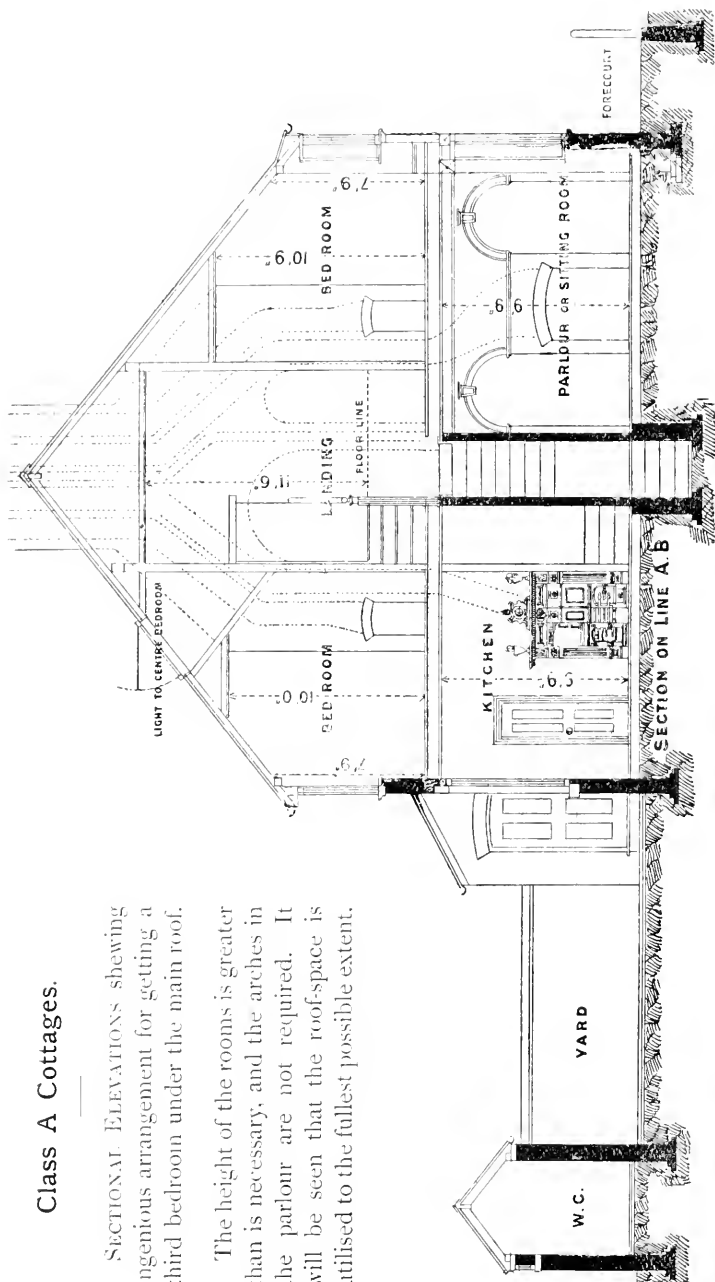 Class A Cottages.
SECTIONAL ELEVATIONS shewing
ngenious arrangement for getting a
third bedroom under the main roof.
The height of the rooms is greater
han is necessary, and the arches in
he parlour are not required. It
will be seen that the roof-space is
utilised to the fullest possible extent.
LIGHT TO CENTRE BEDROOM
7'9"
10'0"
BED ROOM
11'6"
LANDING
FLOOR LINE
10'9"
7'9"
BED ROOM
KITCHEN
9'9"
9'9"
PARLOUR OR SITTING ROOM
FORECOURT
W.C.
YARD
SECTION ON LINE A.B